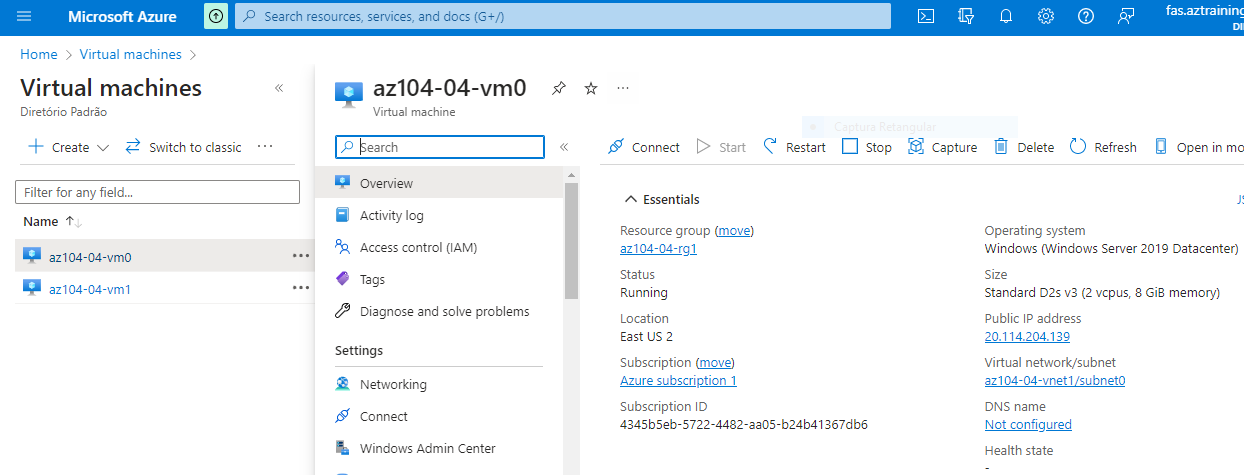 Microsoft Azure
Search resources, services, and docs (G+/)
fas.aztraining
Home > Virtual machines >
Virtual machines
Diretório Padrão
Create
Switch to classic
Filter for any field...
Name
az104-04-vm0
az104-04-vm1
az104-04-vm0
Virtual machine
Search
Overview
Activity log
Access control (IAM)
Tags
Diagnose and solve problems
Settings
Networking
Connect
Windows Admin Center
Captura Retangular
Connect
Start
Restart
Stop
Capture
Delete
Refresh
Open in mo
Essentials
Resource group (move)
az104-04-rg1
Status
Running
Location
East US 2
Subscription (move)
Azure subscription 1
Subscription ID
4345b5eb-5722-4482-aa05-b24b41367db6
Operating system
Windows (Windows Server 2019 Datacenter)
Size
Standard D2s v3 (2 vcpus, 8 GiB memory)
Public IP address
20.114.204.139
Virtual network/subnet
az104-04-vnet1/subnet0
DNS name
Not configured
Health state
-